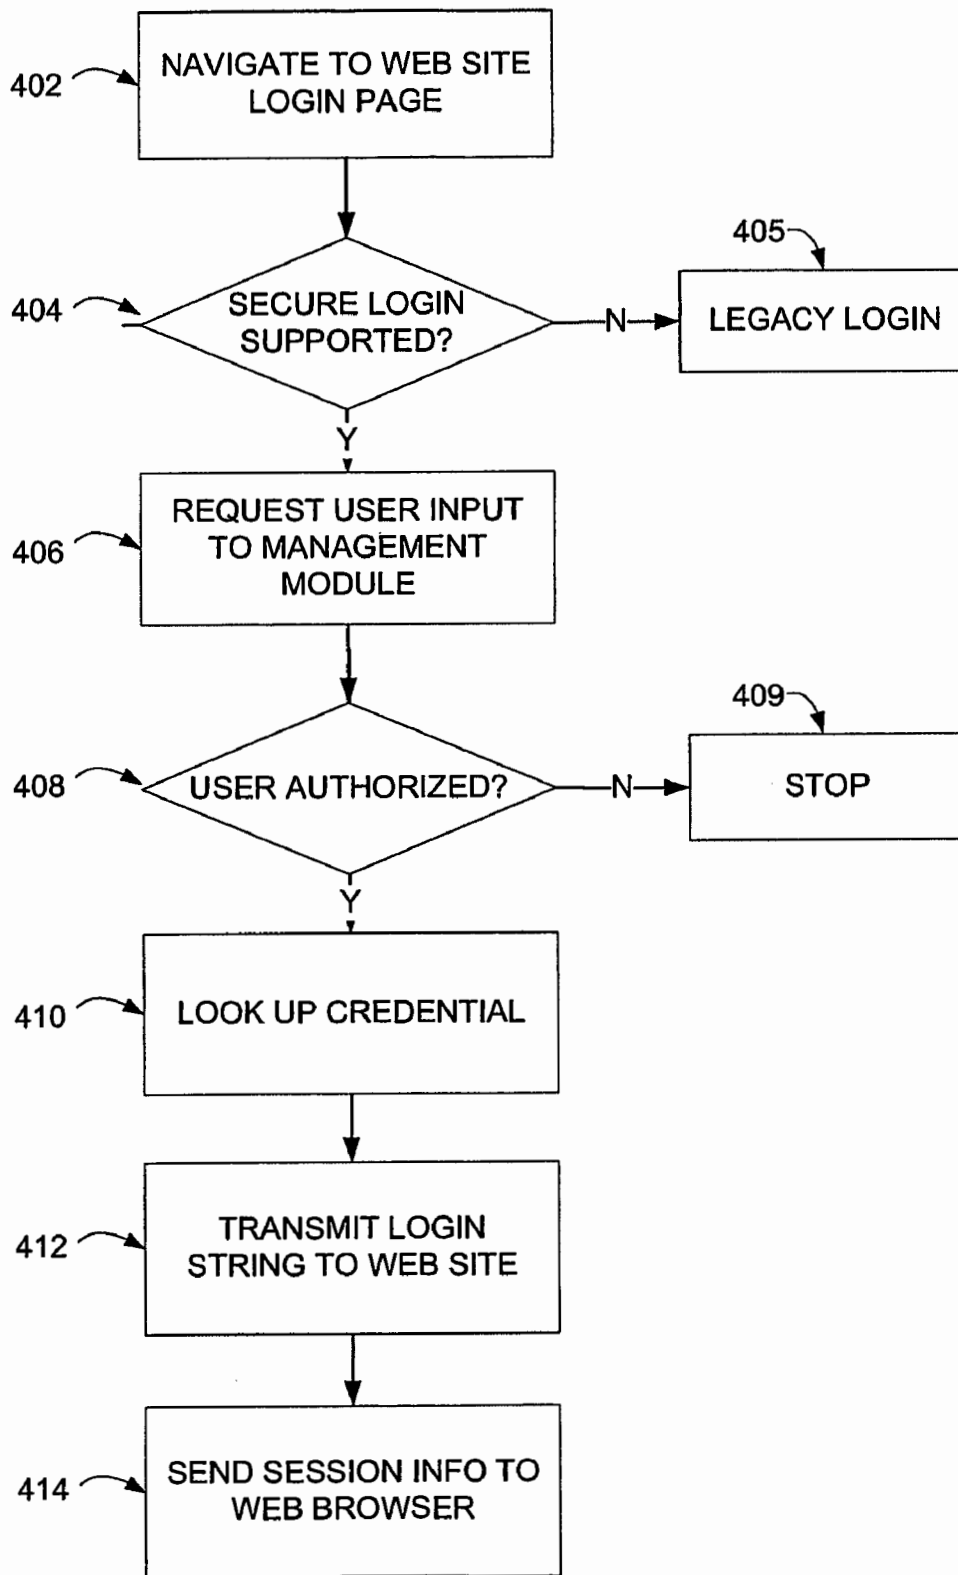 402
NAVIGATE TO WEB SITE
LOGIN PAGE
404
SECURE LOGIN
SUPPORTED?
N
405
LEGACY LOGIN
Y
406
REQUEST USER INPUT
TO MANAGEMENT
MODULE
408
USER AUTHORIZED?
N
409
STOP
Y
410
LOOK UP CREDENTIAL
412
TRANSMIT LOGIN
STRING TO WEB SITE
414
SEND SESSION INFO TO
WEB BROWSER